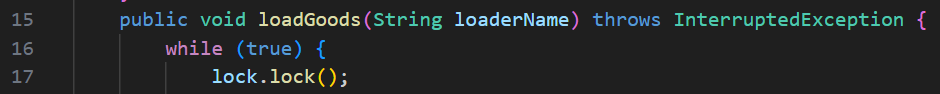 15 public void loadGoods(String loaderName) throws InterruptedException {
16 while (true) {
17 lock.lock();